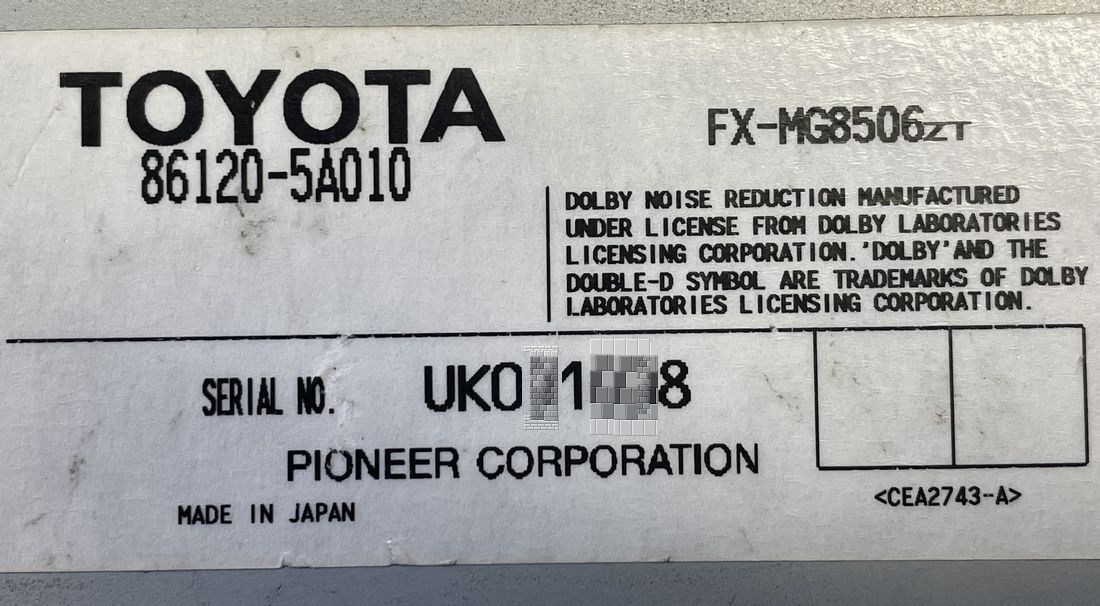 TOYOTA
86120-5A010
FX-MG8506ZT
DOLBY NOISE REDUCTION MANUFACTURED
UNDER LICENSE FROM DOLBY LABORATORIES
LICENSING CORPORATION. 'DOLBY' AND THE
DOUBLE-D SYMBOL ARE TRADEMARKS OF DOLBY
LABORATORIES LICENSING CORPORATION.
SERIAL NO.
PIONEER CORPORATION
MADE IN JAPAN
<CEA2743-A>